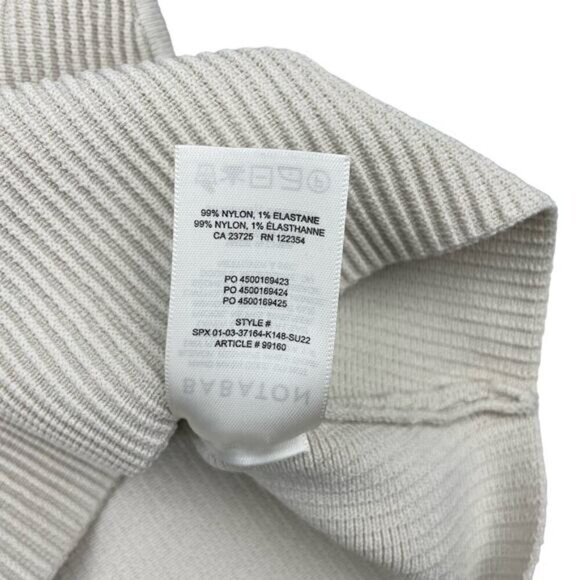 99% NYLON, 1% ELASTANE
99% NYLON, 1% ÉLASTHANNE
CA 23725 RN 122354
PO 4500169423
PO 4500169424
PO 4500169425
STYLE #
SPX 01-03-37164-K148-SU22
ARTICLE # 99160
BABATON